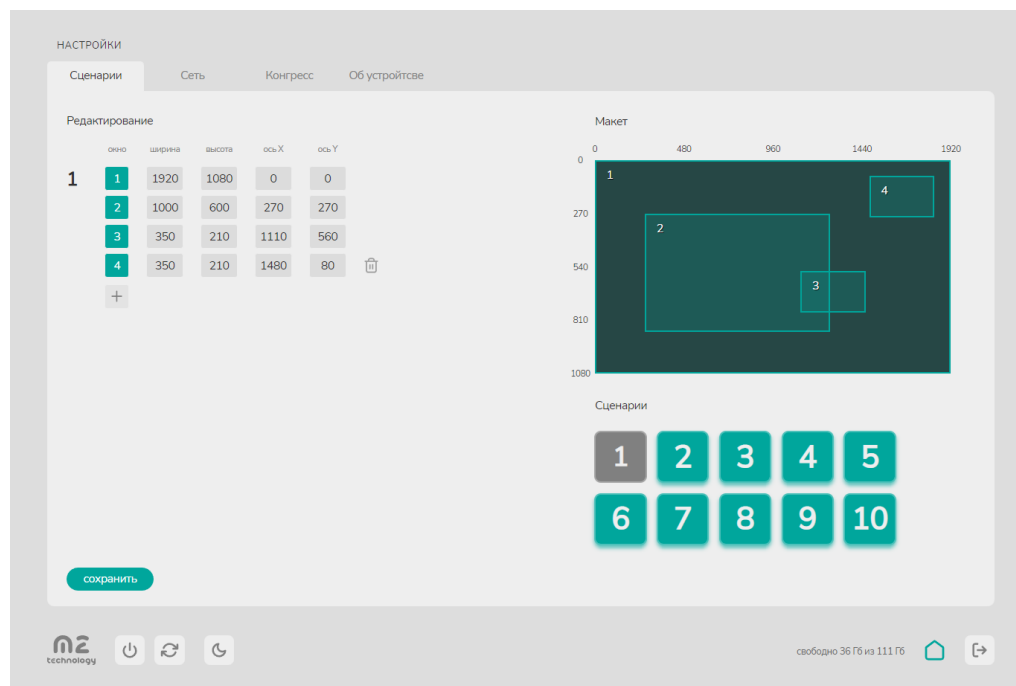 НАСТРОЙКИ
Сценарии Сеть Конгресс Об устройтсве
Редактирование
окно ширина высота ось X ось Y
1 1 1920 1080 0 0
2 1000 600 270 270
3 350 210 1110 560
4 350 210 1480 80
+
сохранить
Макет
0 480 960 1440 1920
0
270
540
810
1080
1
2
3
4
Сценарии
1 2 3 4 5
6 7 8 9 10
M2
technology
свободно 36 Гб из 111 Гб